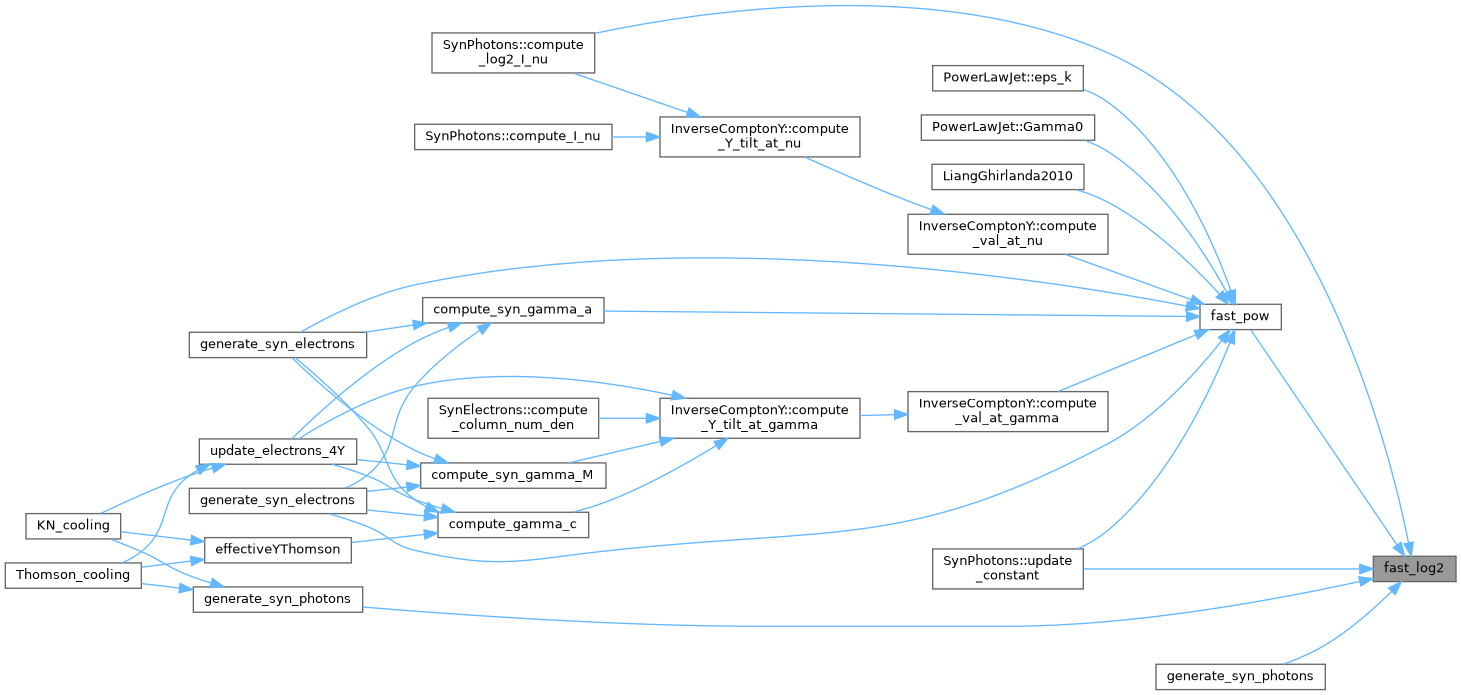 SynPhotons::compute
_log2_I_nu
PowerLawJet::eps_k
PowerLawJet::Gamma0
InverseComptonY::compute
_Y_tilt_at_nu
SynPhotons::compute_I_nu
LiangGhirlanda2010
InverseComptonY::compute
_val_at_nu
compute_syn_gamma_a
fast_pow
generate_syn_electrons
SynElectrons::compute
_column_num_den
InverseComptonY::compute
_Y_tilt_at_gamma
InverseComptonY::compute
_val_at_gamma
update_electrons_4Y
compute_syn_gamma_M
generate_syn_electrons
KN_cooling
compute_gamma_c
effectiveYThomson
SynPhotons::update
_constant
fast_log2
Thomson_cooling
generate_syn_photons
generate_syn_photons